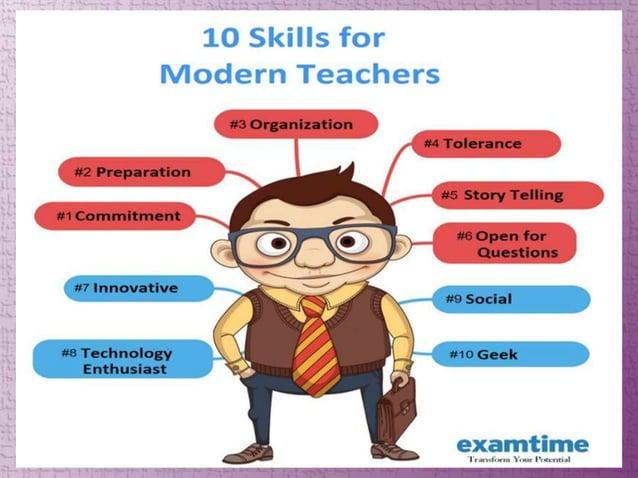 10 Skills for
Modern Teachers
#3 Organization
#4 Tolerance
#2 Preparation
#5 Story Telling
#1 Commitment
#6 Open for
Questions
#7 Innovative
#9 Social
#8 Technology
Enthusiast
#10 Geek
examtime
Transform Your Potential